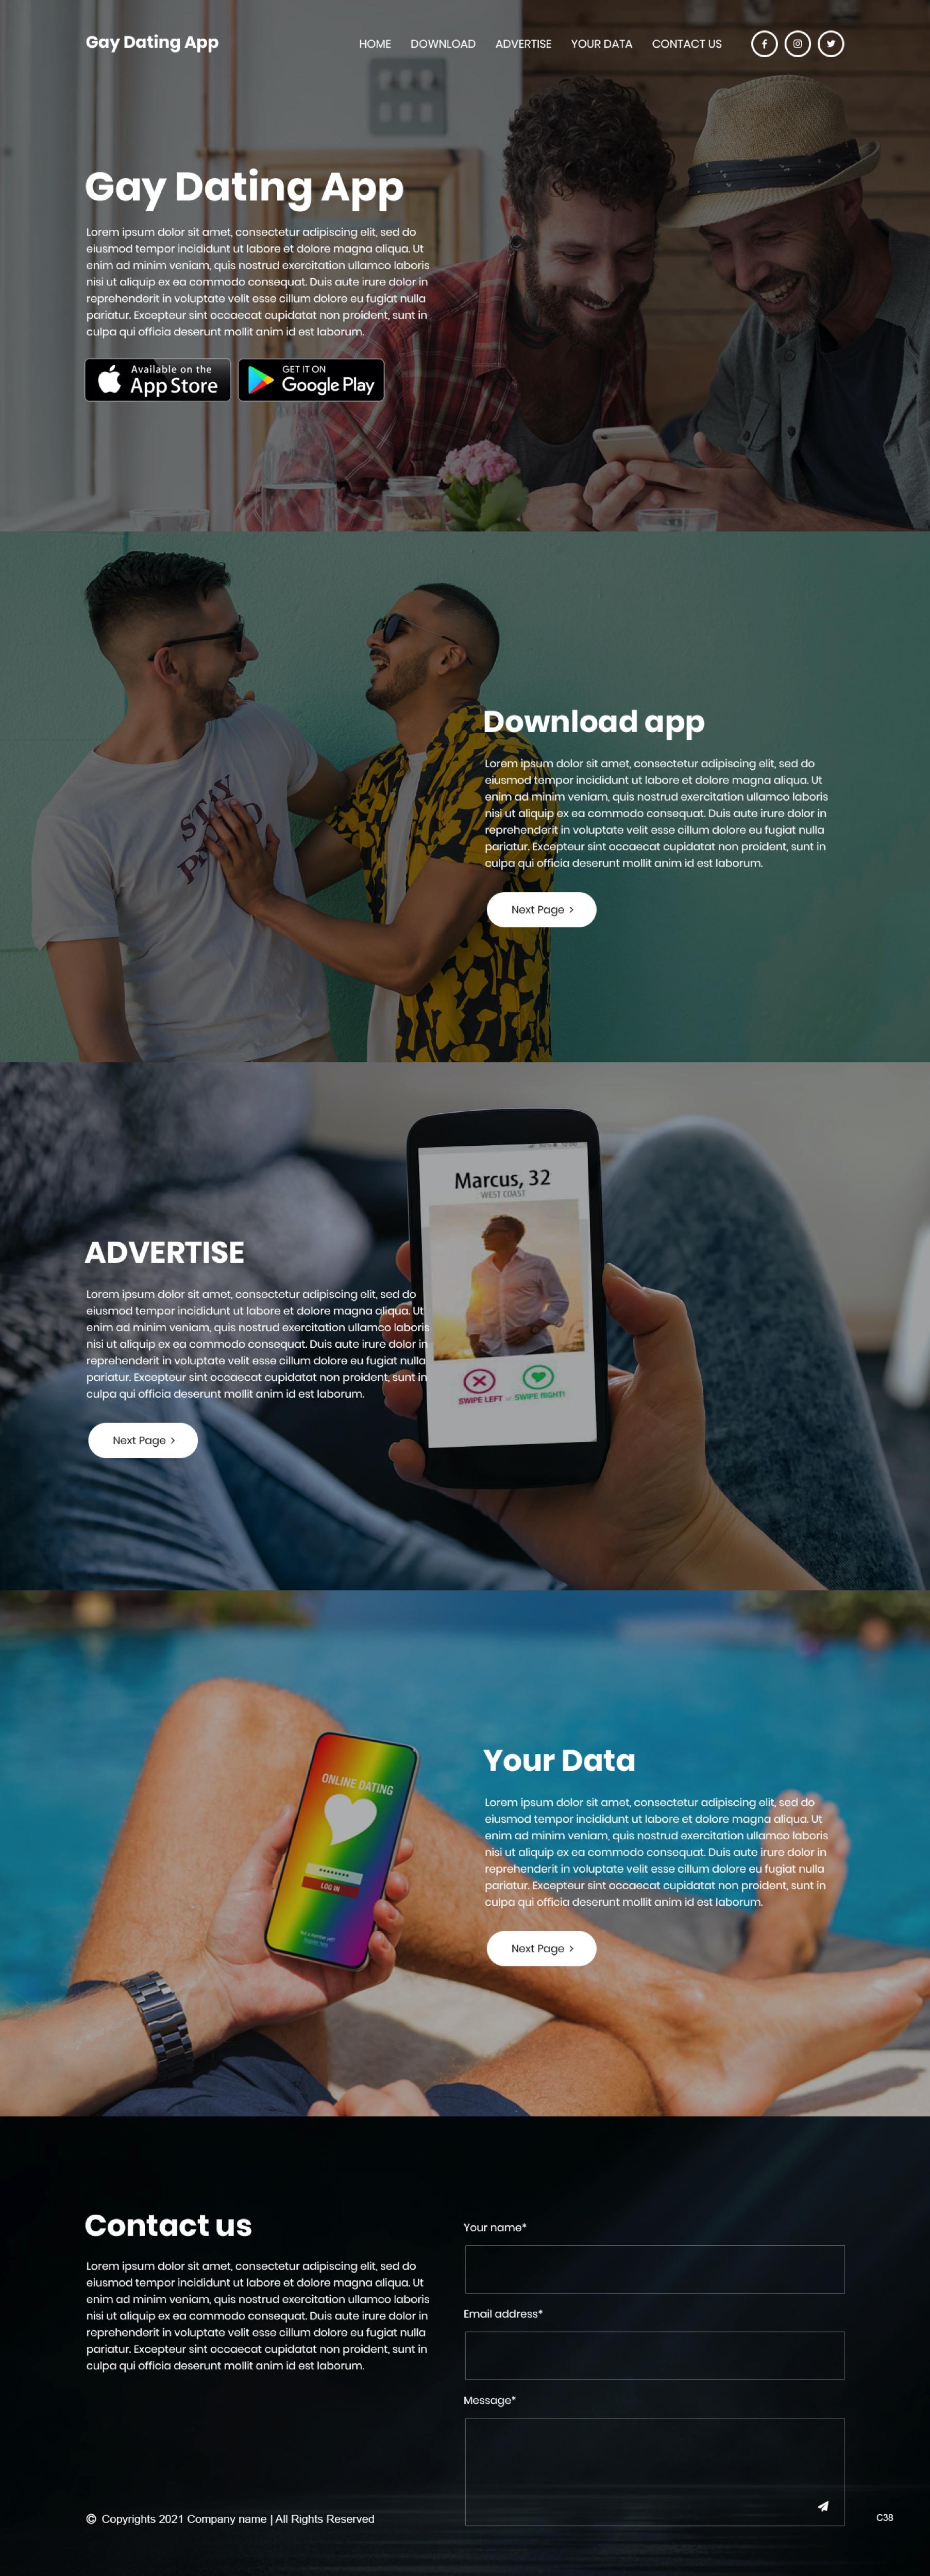 Gay Dating App
HOME DOWNLOAD ADVERTISE YOUR DATA CONTACT US
Gay Dating App
Lorem ipsum dolor sit amet, consectetur adipiscing elit, sed do
eiusmod tempor incididunt ut labore et dolore magna aliqua. Ut
enim ad minim veniam, quis nostrud exercitation ullamco laboris
nisi ut aliquip ex ea commodo consequat. Duis aute irure dolor in
reprehenderit in voluptate velit esse cillum dolore eu fugiat nulla
pariatur. Excepteur sint occaecat cupidatat non proident, sunt in
culpa qui officia deserunt mollit anim id est laborum.
Available on the
App Store
GET IT ON
Google Play
STAY
Download app
Lorem ipsum dolor sit amet, consectetur adipiscing elit, sed do
eiusmod tempor incididunt ut labore et dolore magna aliqua. Ut
enim ad minim veniam, quis nostrud exercitation ullamco laboris
nisi ut aliquip ex ea commodo consequat. Duis aute irure dolor in
reprehenderit in voluptate velit esse cillum dolore eu fugiat nulla
pariatur. Excepteur sint occaecat cupidatat non proident, sunt in
culpa qui officia deserunt mollit anim id est laborum.
Next Page >
Marcus, 32
WEST COAST
SWIPE LEFT or SWIPE RIGHT!
ADVERTISE
Lorem ipsum dolor sit amet, consectetur adipiscing elit, sed do
eiusmod tempor incididunt ut labore et dolore magna aliqua. Ut
enim ad minim veniam, quis nostrud exercitation ullamco laboris
nisi ut aliquip ex ea commodo consequat. Duis aute irure dolor in
reprehenderit in voluptate velit esse cillum dolore eu fugiat nulla
pariatur. Excepteur sint occaecat cupidatat non proident, sunt in
culpa qui officia deserunt mollit anim id est laborum.
Next Page >
ONLINE DATING
LOG IN
Your Data
Lorem ipsum dolor sit amet, consectetur adipiscing elit, sed do
eiusmod tempor incididunt ut labore et dolore magna aliqua. Ut
enim ad minim veniam, quis nostrud exercitation ullamco laboris
nisi ut aliquip ex ea commodo consequat. Duis aute irure dolor in
reprehenderit in voluptate velit esse cillum dolore eu fugiat nulla
pariatur. Excepteur sint occaecat cupidatat non proident, sunt in
culpa qui officia deserunt mollit anim id est laborum.
Next Page >
Contact us
Lorem ipsum dolor sit amet, consectetur adipiscing elit, sed do
eiusmod tempor incididunt ut labore et dolore magna aliqua. Ut
enim ad minim veniam, quis nostrud exercitation ullamco laboris
nisi ut aliquip ex ea commodo consequat. Duis aute irure dolor in
reprehenderit in voluptate velit esse cillum dolore eu fugiat nulla
pariatur. Excepteur sint occaecat cupidatat non proident, sunt in
culpa qui officia deserunt mollit anim id est laborum.
Your name*
Email address*
Message*
© Copyrights 2021 Company name | All Rights Reserved
C38